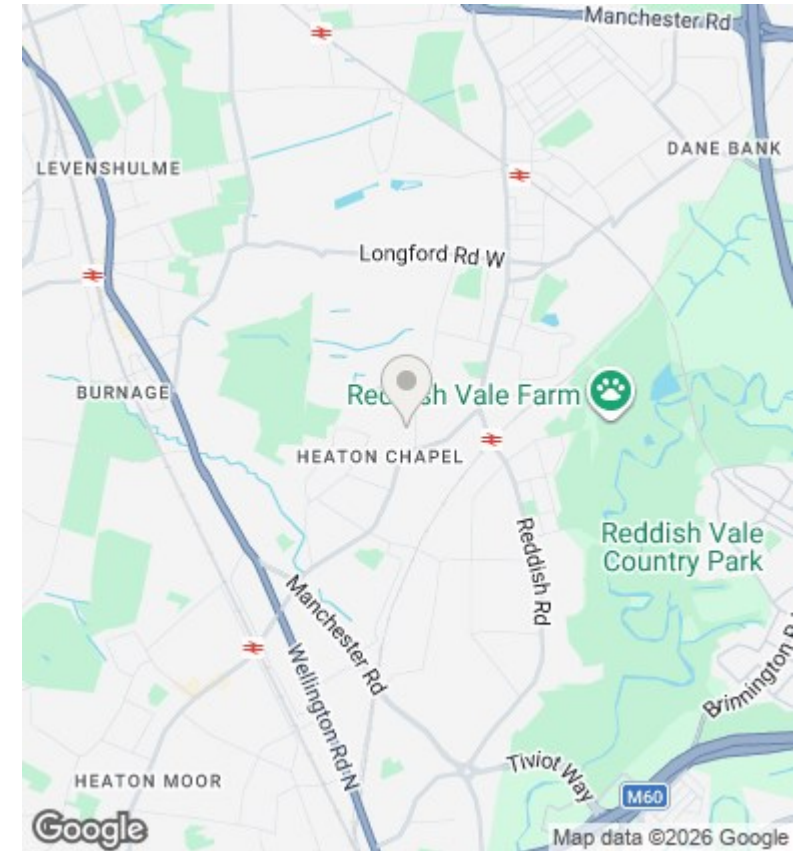 Manchester Rd
DANE BANK
LEVENSHULME
Longford Rd W
BURNAGE
Reddish Vale Farm
HEATON CHAPEL
Reddish Rd
Reddish Vale
Country Park
Manchester Rd
Wellington Rd N
Brinnington Rd
Tiviot Way
HEATON MOOR
M60
Google
Map data ©2026 Google